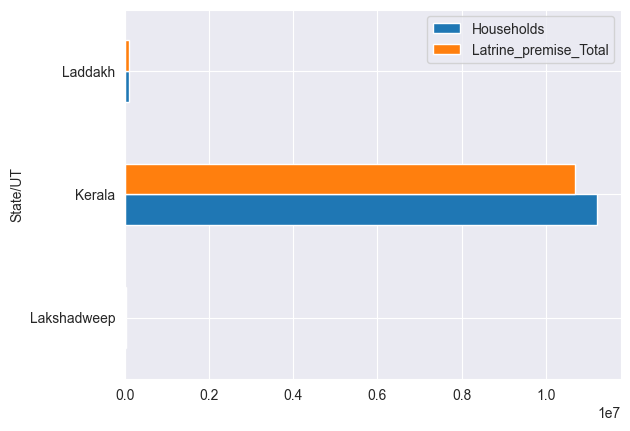 Households
Latrine_premise_Total
Laddakh
Kerala
Lakshadweep
State/UT
0.0 0.2 0.4 0.6 0.8 1.0
1e7